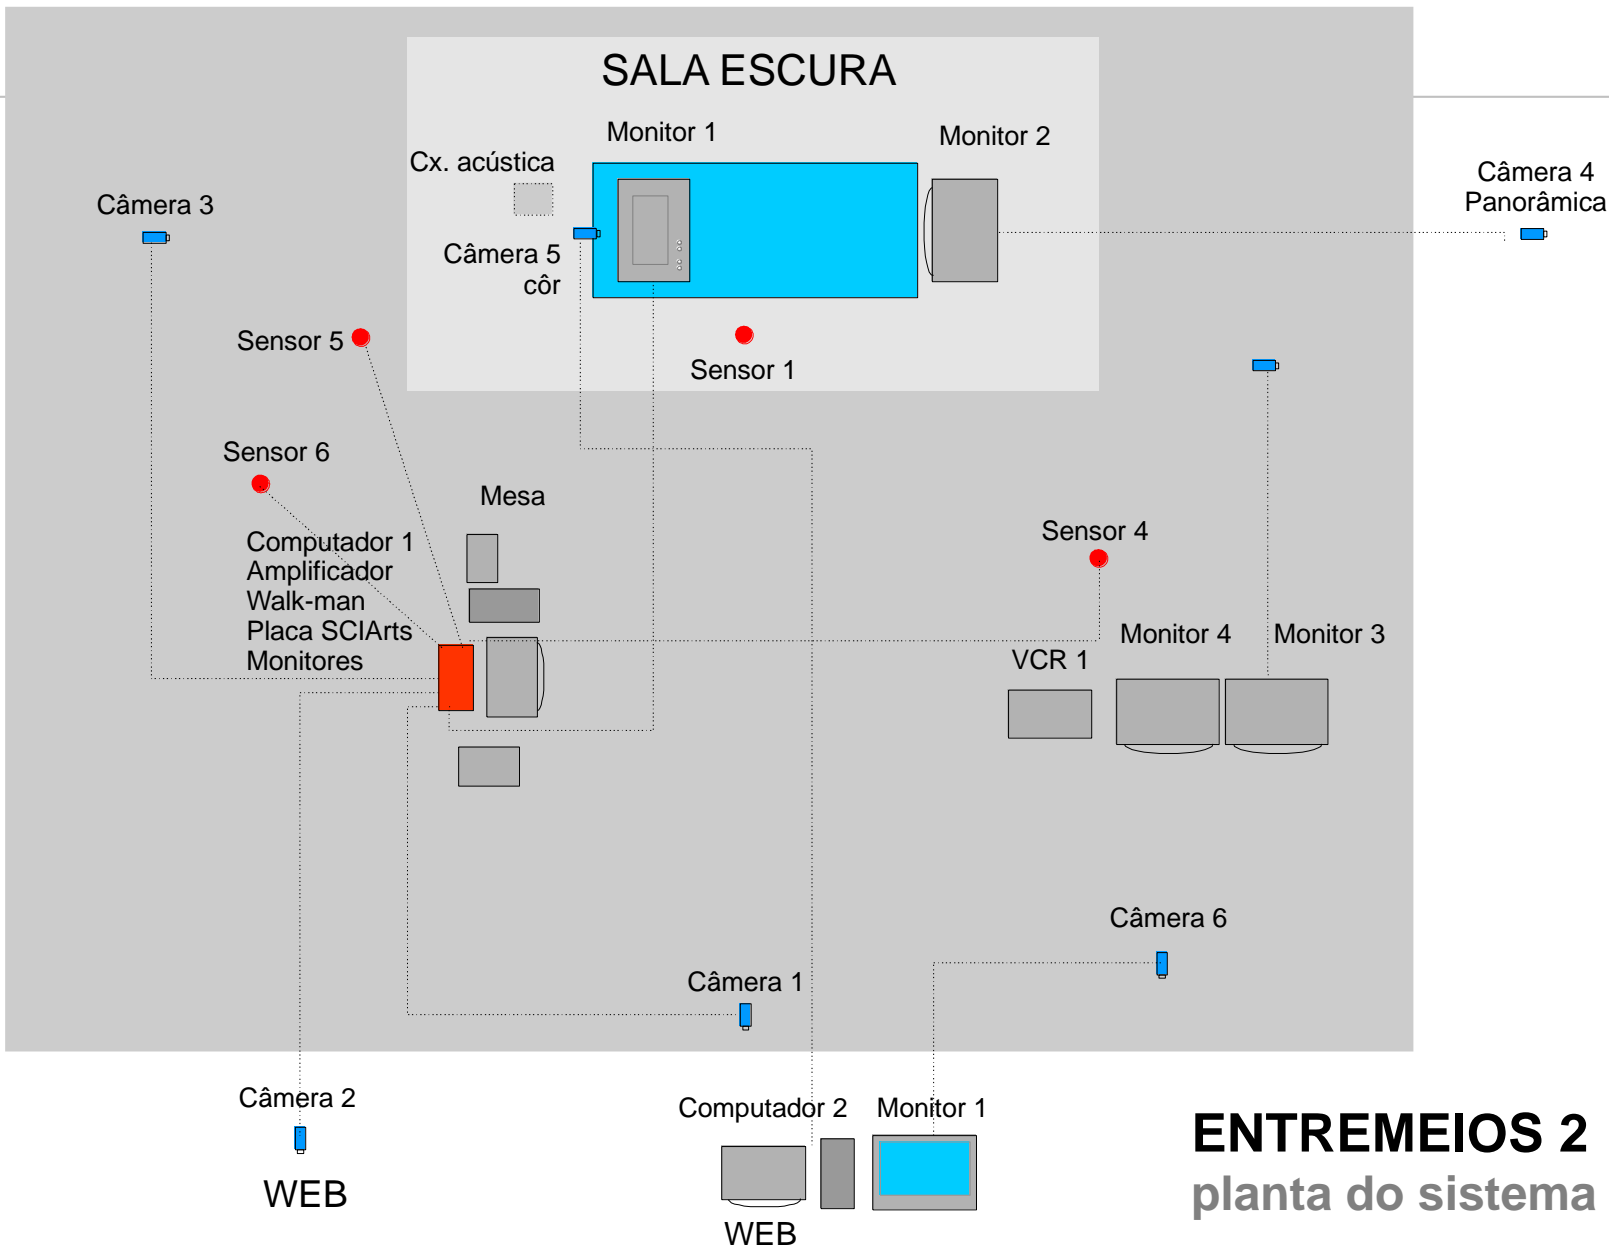 SALA ESCURA
Monitor 1
Monitor 2
Cx. acústica
Câmera 4
Panorâmica
Câmera 3
Câmera 5
côr
Sensor 5
Sensor 1
Sensor 6
Mesa
Sensor 4
Computador 1
Amplificador
Walk-man
Placa SCIArts
Monitores
Monitor 4
Monitor 3
VCR 1
Câmera 6
Câmera 1
Câmera 2
WEB
Computador 2
Monitor 1
WEB
ENTREMEIOS 2
planta do sistema